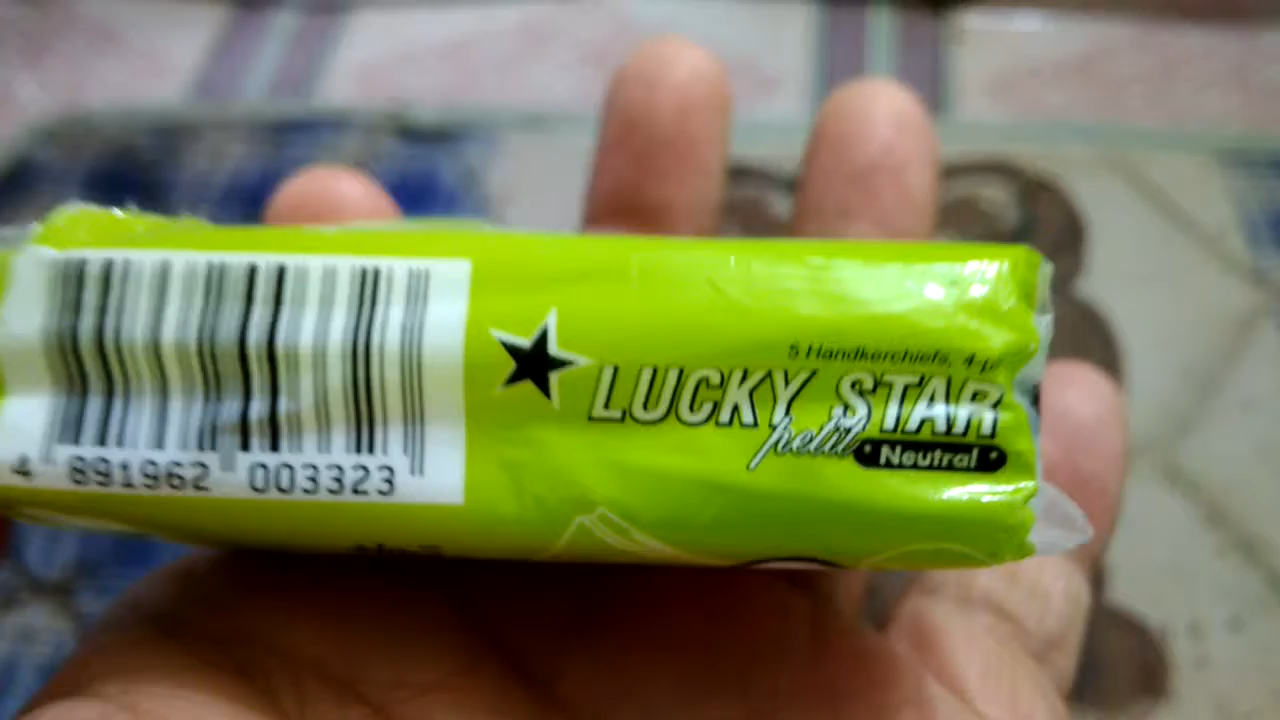 5 Handkerchiefs, 4-
LUCKY STAR
petit
Neutral
4 891962 003323